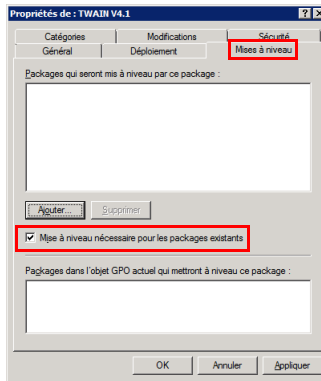 Propriétés de : TWAIN V4.1
Catégories Modifications Sécurité
Général Déploiement Mises à niveau
Packages qui seront mis à niveau par ce package :
Ajouter... Supprimer
Mise à niveau nécessaire pour les packages existants
Packages dans l'objet GPO actuel qui mettront à niveau ce package :
OK Annuler Appliquer